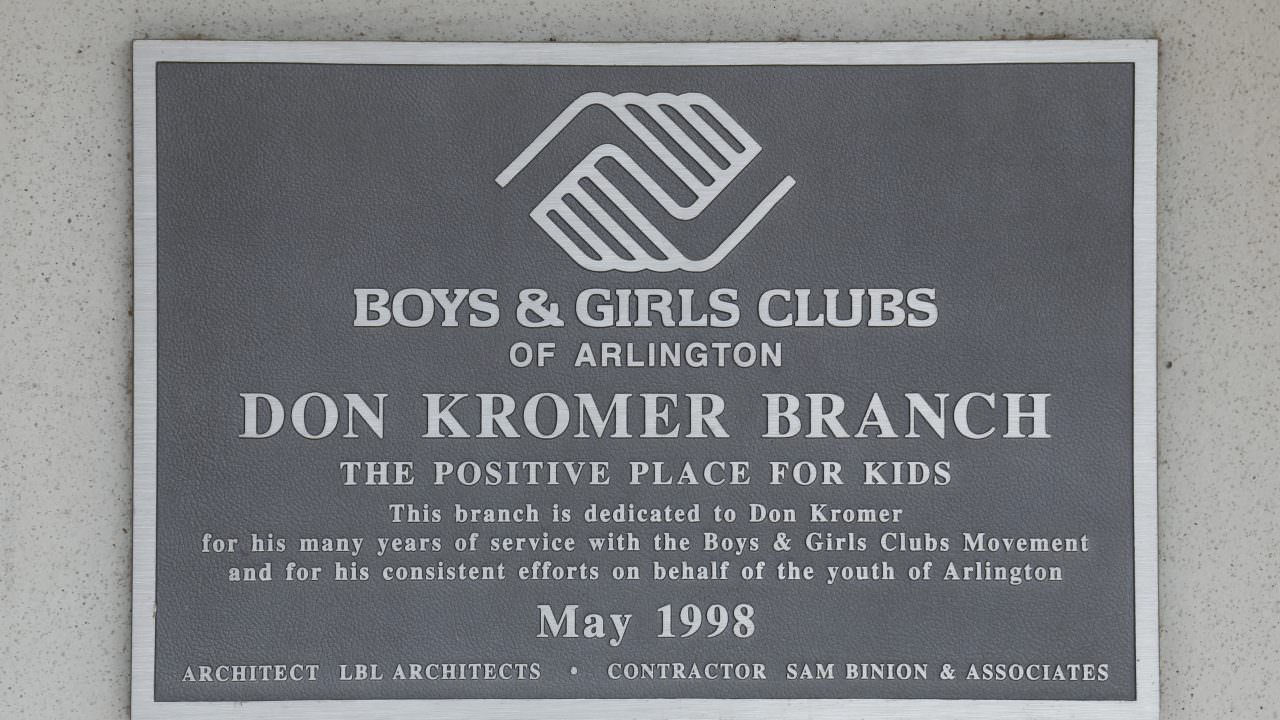 BOYS & GIRLS CLUBS
OF ARLINGTON
DON KROMER BRANCH
THE POSITIVE PLACE FOR KIDS
This branch is dedicated to Don Kromer
for his many years of service with the Boys & Girls Clubs Movement
and for his consistent efforts on behalf of the youth of Arlington
May 1998
ARCHITECT LBL ARCHITECTS • CONTRACTOR SAM BINION & ASSOCIATES